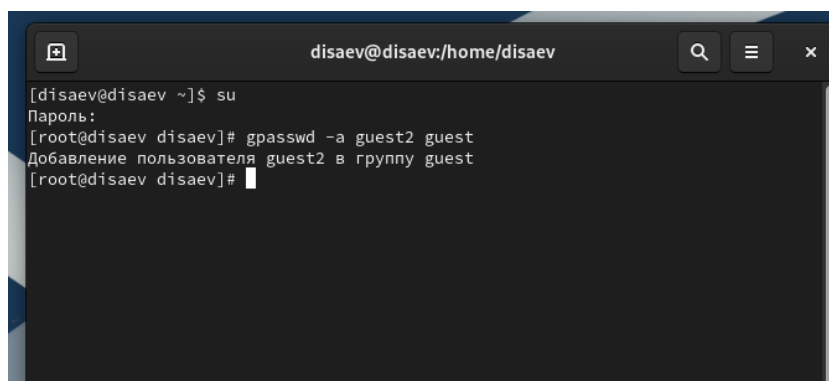 disaev@disaev:/home/disaev
[disaev@disaev ~]$ su
Пароль:
[root@disaev disaev]# gpasswd -a guest2 guest
Добавление пользователя guest2 в группу guest
[root@disaev disaev]#